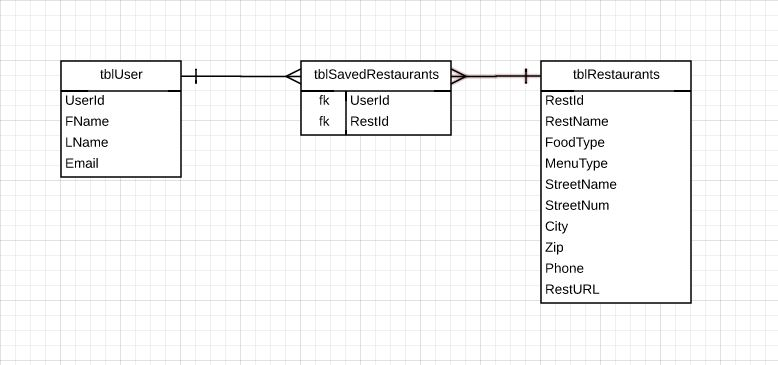 tblUser
UserId
FName
LName
Email
tblSavedRestaurants
fk UserId
fk RestId
tblRestaurants
RestId
RestName
FoodType
MenuType
StreetName
StreetNum
City
Zip
Phone
RestURL